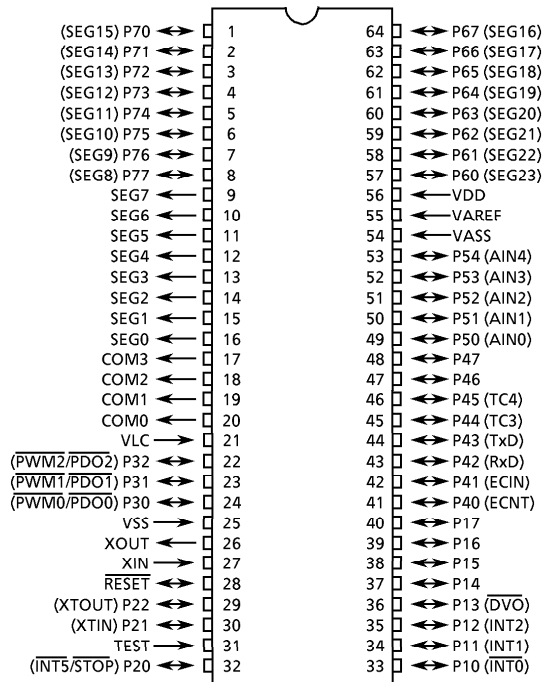 (SEG15) P70 1 64 P67 (SEG16)
(SEG14) P71 2 63 P66 (SEG17)
(SEG13) P72 3 62 P65 (SEG18)
(SEG12) P73 4 61 P64 (SEG19)
(SEG11) P74 5 60 P63 (SEG20)
(SEG10) P75 6 59 P62 (SEG21)
(SEG9) P76 7 58 P61 (SEG22)
(SEG8) P77 8 57 P60 (SEG23)
SEG7 9 56 VDD
SEG6 10 55 VAREF
SEG5 11 54 VASS
SEG4 12 53 P54 (AIN4)
SEG3 13 52 P53 (AIN3)
SEG2 14 51 P52 (AIN2)
SEG1 15 50 P51 (AIN1)
SEG0 16 49 P50 (AIN0)
COM3 17 48 P47
COM2 18 47 P46
COM1 19 46 P45 (TC4)
COM0 20 45 P44 (TC3)
VLC 21 44 P43 (TxD)
(PWM2/PDO2) P32 22 43 P42 (RxD)
(PWM1/PDO1) P31 23 42 P41 (ECIN)
(PWM0/PDO0) P30 24 41 P40 (ECNT)
VSS 25 40 P17
XOUT 26 39 P16
XIN 27 38 P15
RESET 28 37 P14
(XTOUT) P22 29 36 P13 (DVO)
(XTIN) P21 30 35 P12 (INT2)
TEST 31 34 P11 (INT1)
(INT5/STOP) P20 32 33 P10 (INT0)